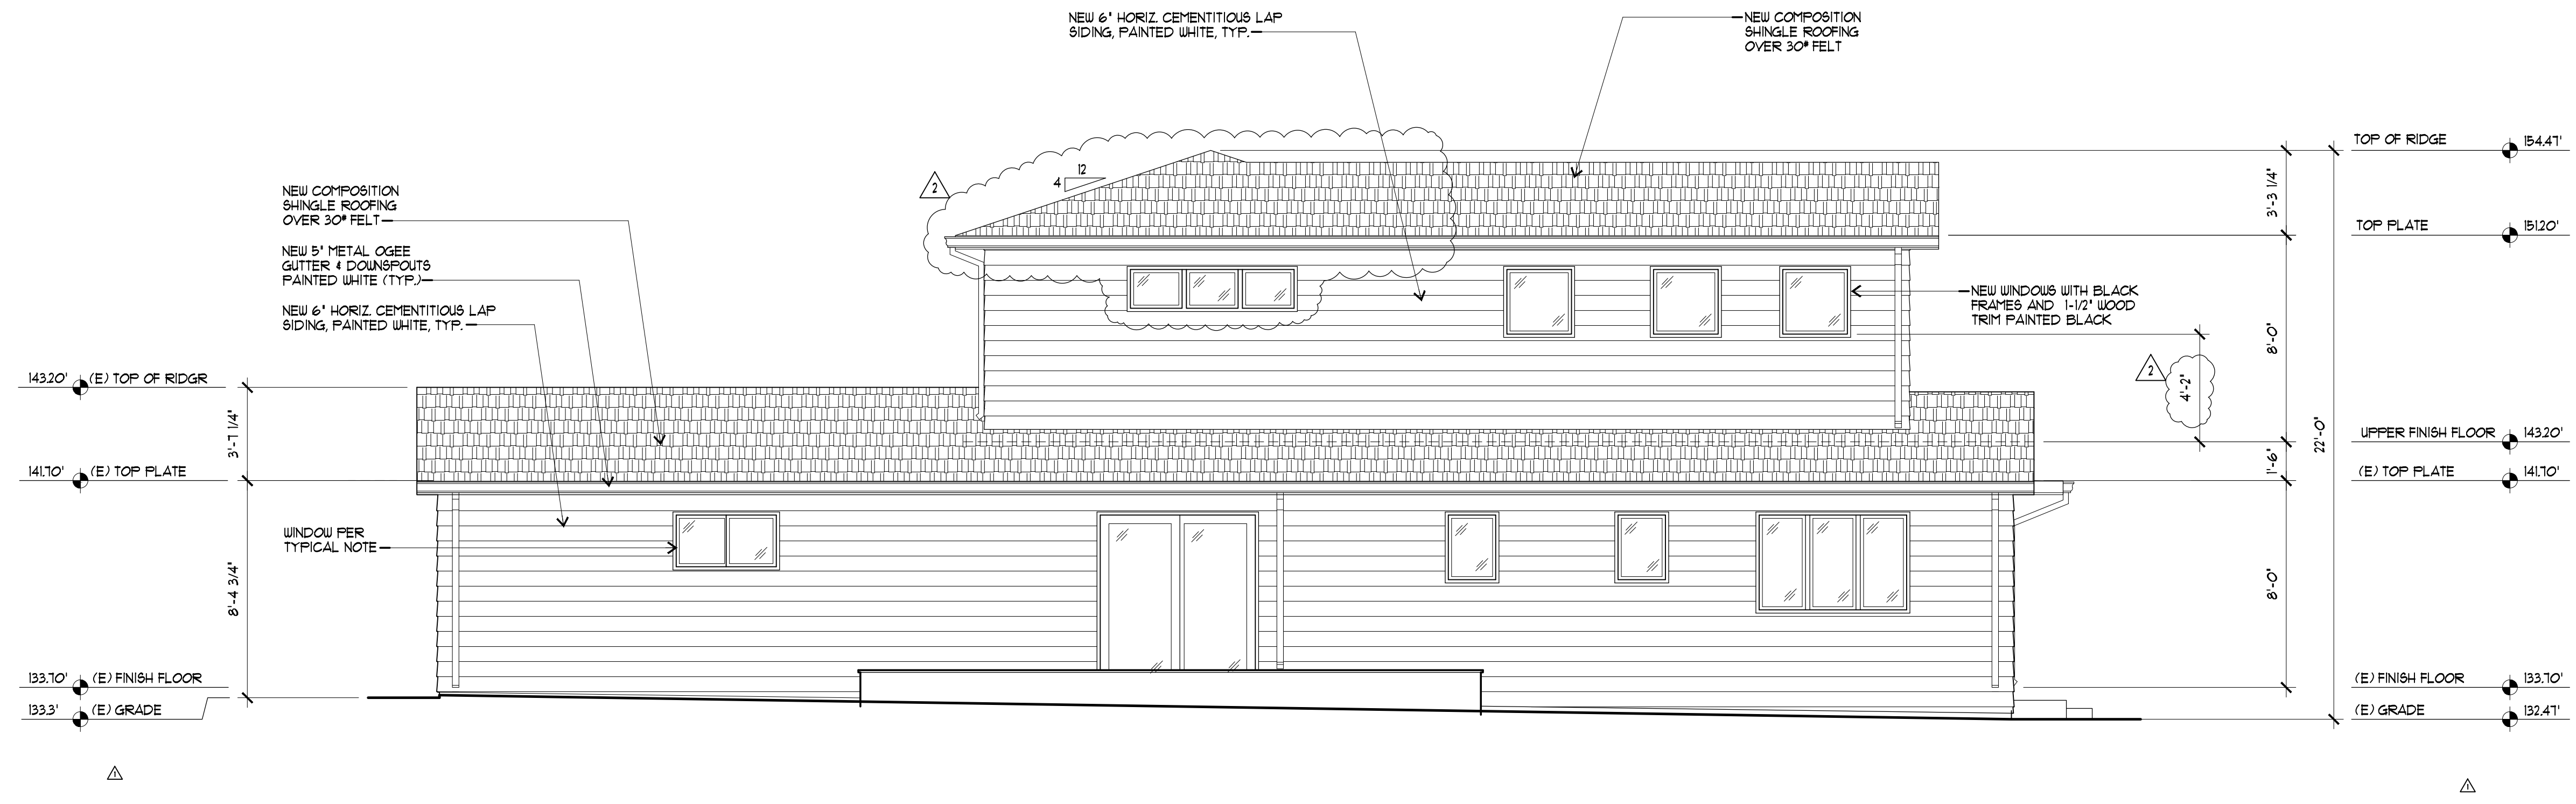 NEW 6" HORIZ. CEMENTITIOUS LAP
SIDING, PAINTED WHITE, TYP.
NEW COMPOSITION
SHINGLE ROOFING
OVER 30# FELT
2
12
4
NEW COMPOSITION
SHINGLE ROOFING
OVER 30# FELT
NEW 5" METAL OGEE
GUTTER & DOWNSPOUTS
PAINTED WHITE (TYP.)
NEW 6" HORIZ. CEMENTITIOUS LAP
SIDING, PAINTED WHITE, TYP.
WINDOW PER
TYPICAL NOTE
143.20' (E) TOP OF RIDGR
3'-7 1/4"
141.70' (E) TOP PLATE
8'-4 3/4"
133.70' (E) FINISH FLOOR
133.3' (E) GRADE
1
NEW WINDOWS WITH BLACK
FRAMES AND 1-1/2" WOOD
TRIM PAINTED BLACK
2
4'-2"
3'-3 1/4"
8'-0"
1'-6"
8'-0"
22'-0"
TOP OF RIDGE 154.47'
TOP PLATE 151.20'
UPPER FINISH FLOOR 143.20'
(E) TOP PLATE 141.70'
(E) FINISH FLOOR 133.70'
(E) GRADE 132.47'
1